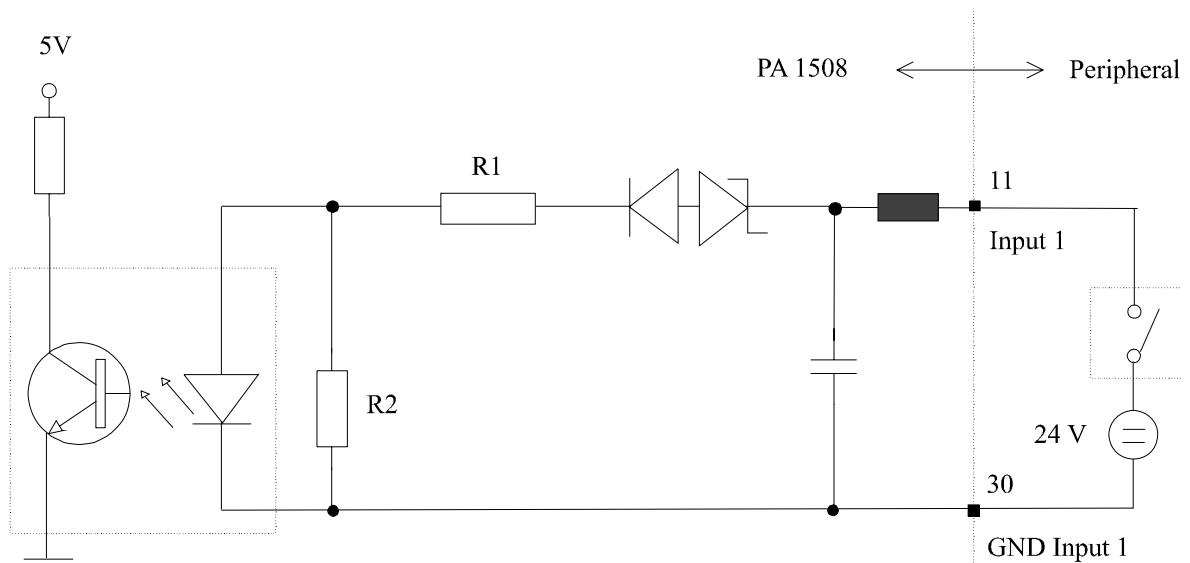 5V
PA 1508
Peripheral
R1
11
Input 1
R2
24 V
30
GND Input 1